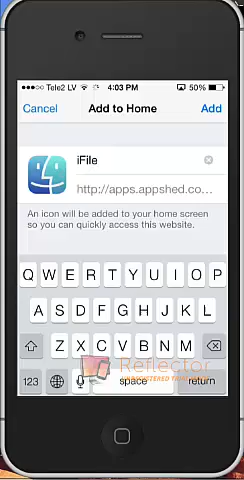 Tele2 LV 4:03 PM 50%
Cancel Add to Home Add
iFile
http://apps.appshed.co...
An icon will be added to your home screen
so you can quickly access this website.
Q W E R T Y U I O P
A S D F G H J K L
Z X C V B N M
Reflector
123 space return